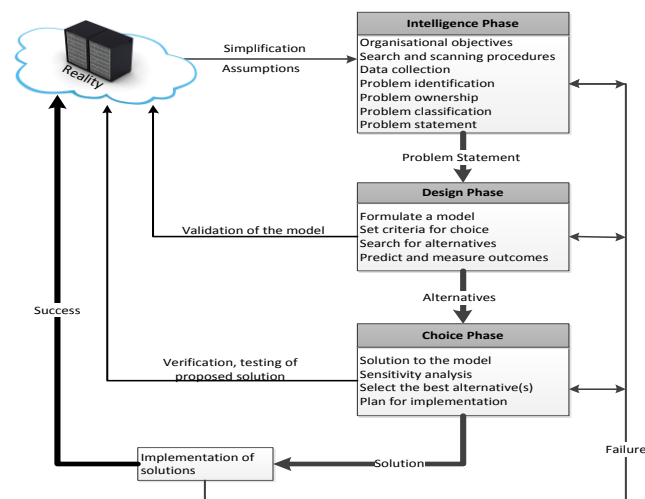 Reality
Simplification
Assumptions
Intelligence Phase
Organisational objectives
Search and scanning procedures
Data collection
Problem identification
Problem ownership
Problem classification
Problem statement
Problem Statement
Design Phase
Formulate a model
Set criteria for choice
Search for alternatives
Predict and measure outcomes
Validation of the model
Alternatives
Success
Choice Phase
Solution to the model
Sensitivity analysis
Select the best alternative(s)
Plan for implementation
Verification, testing of
proposed solution
Failure
Implementation of
solutions
Solution